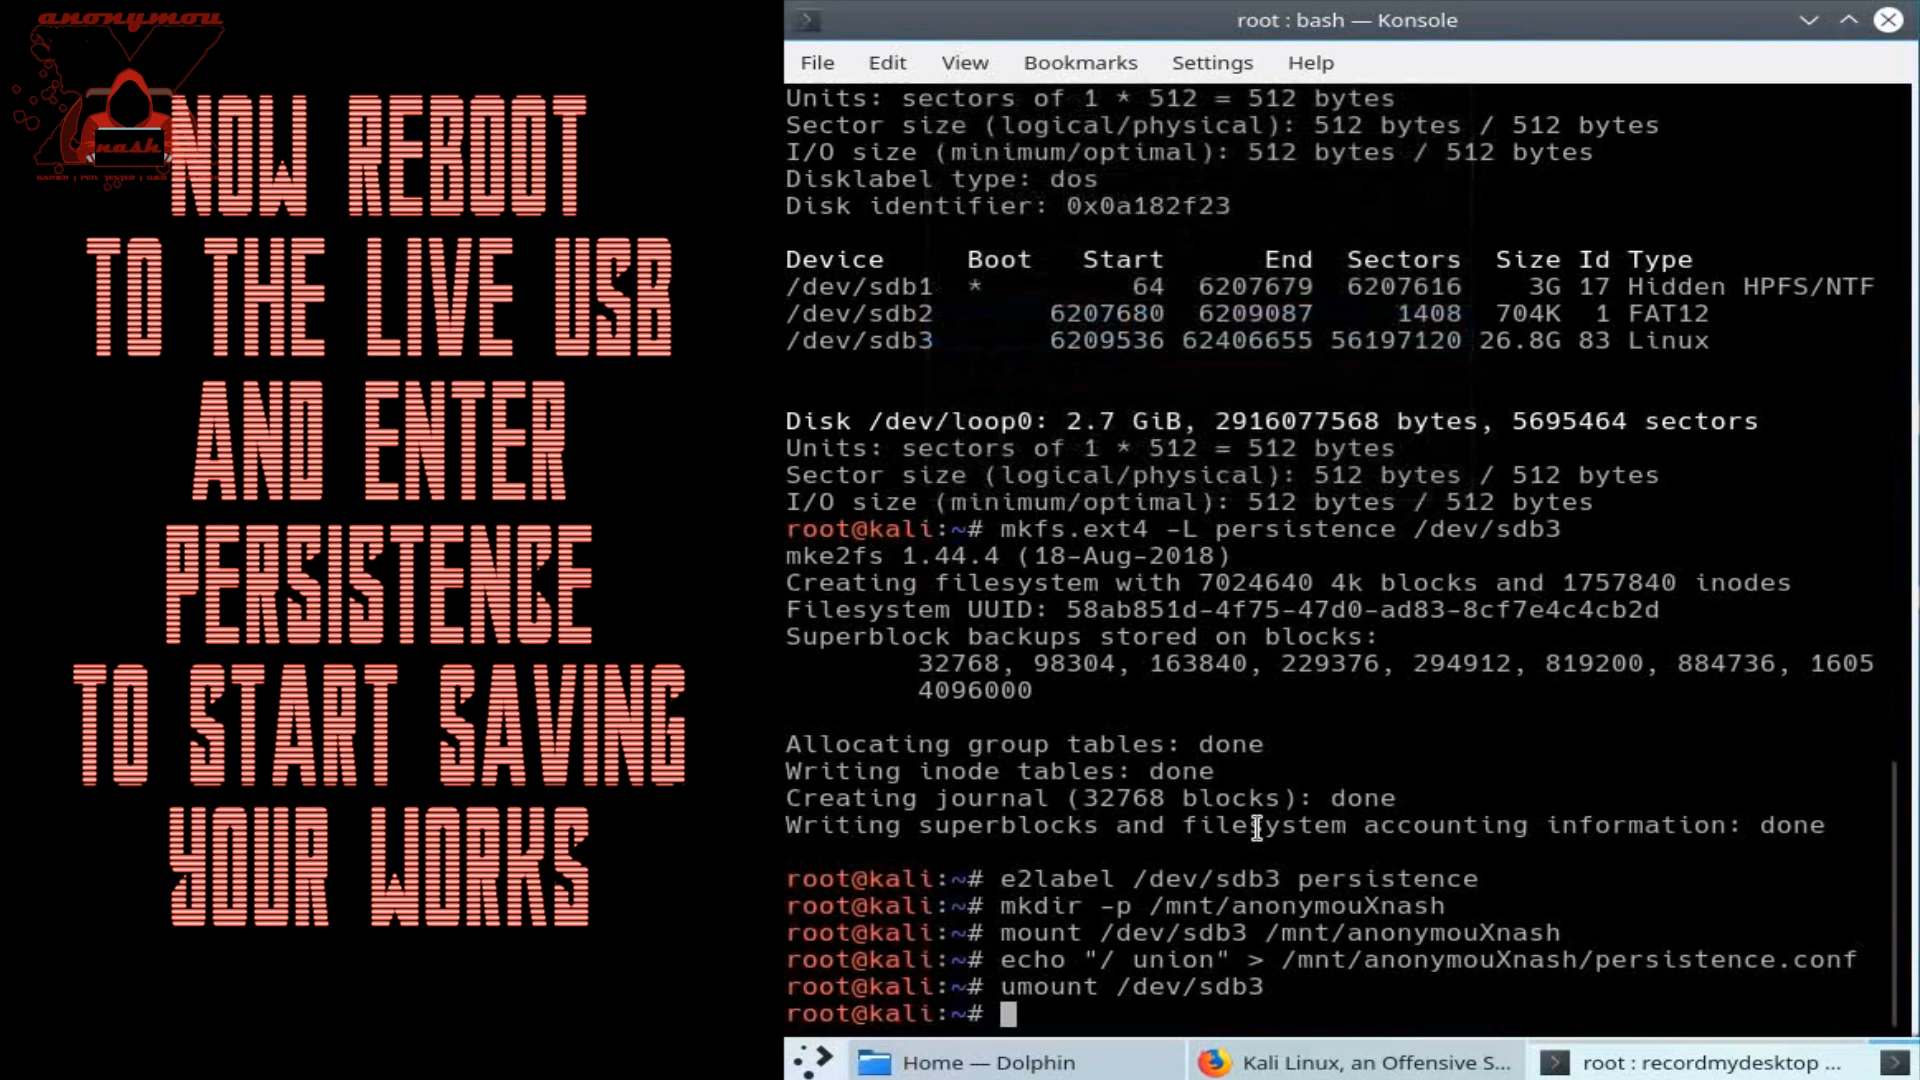 anonymou
nash
NOW REBOOT
TO THE LIVE USB
AND ENTER
PERSISTENCE
TO START SAVING
YOUR WORKS
root : bash — Konsole
File Edit View Bookmarks Settings Help
Units: sectors of 1 * 512 = 512 bytes
Sector size (logical/physical): 512 bytes / 512 bytes
I/O size (minimum/optimal): 512 bytes / 512 bytes
Disklabel type: dos
Disk identifier: 0x0a182f23
Device Boot Start End Sectors Size Id Type
/dev/sdb1 * 64 6207679 6207616 3G 17 Hidden HPFS/NTF
/dev/sdb2 6207680 6209087 1408 704K 1 FAT12
/dev/sdb3 6209536 62406655 56197120 26.8G 83 Linux
Disk /dev/loop0: 2.7 GiB, 2916077568 bytes, 5695464 sectors
Units: sectors of 1 * 512 = 512 bytes
Sector size (logical/physical): 512 bytes / 512 bytes
I/O size (minimum/optimal): 512 bytes / 512 bytes
root@kali:~# mkfs.ext4 -L persistence /dev/sdb3
mke2fs 1.44.4 (18-Aug-2018)
Creating filesystem with 7024640 4k blocks and 1757840 inodes
Filesystem UUID: 58ab851d-4f75-47d0-ad83-8cf7e4c4cb2d
Superblock backups stored on blocks:
32768, 98304, 163840, 229376, 294912, 819200, 884736, 1605
4096000
Allocating group tables: done
Writing inode tables: done
Creating journal (32768 blocks): done
Writing superblocks and filesystem accounting information: done
root@kali:~# e2label /dev/sdb3 persistence
root@kali:~# mkdir -p /mnt/anonymouXnash
root@kali:~# mount /dev/sdb3 /mnt/anonymouXnash
root@kali:~# echo "/ union" > /mnt/anonymouXnash/persistence.conf
root@kali:~# umount /dev/sdb3
root@kali:~#
Home — Dolphin
Kali Linux, an Offensive S...
root : recordmydesktop ...